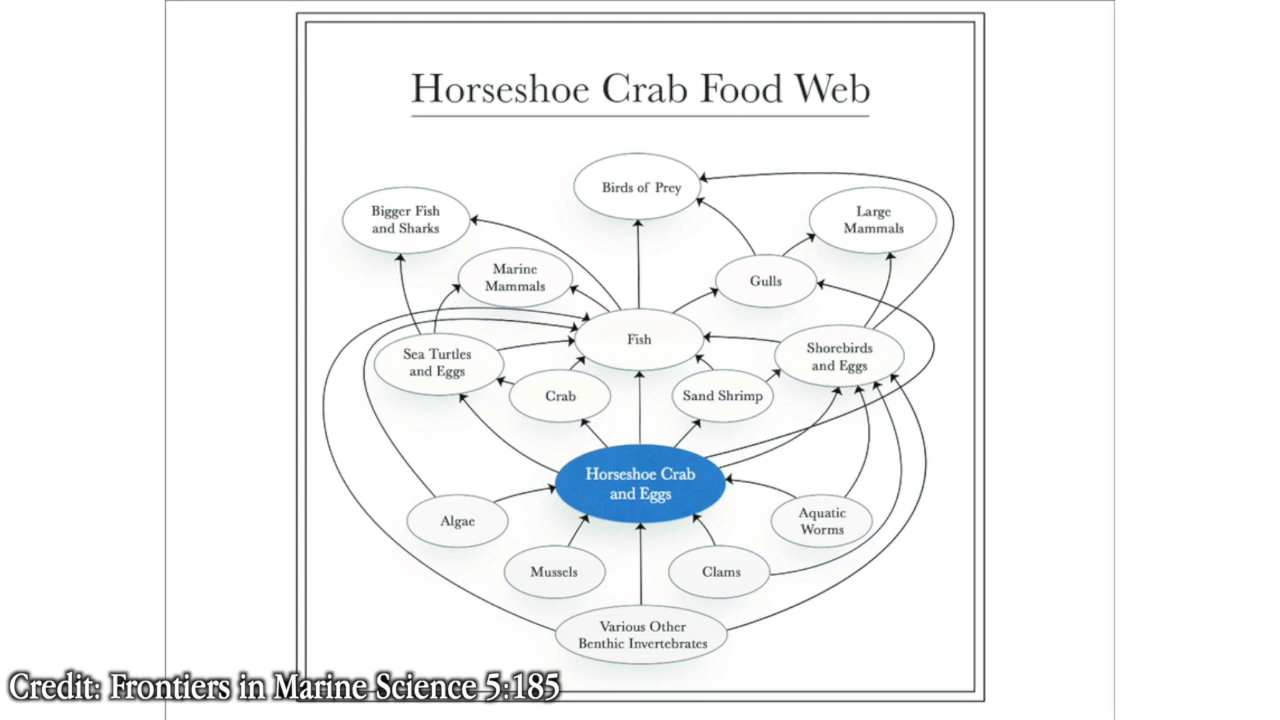 Horseshoe Crab Food Web
Birds of Prey
Bigger Fish
and Sharks
Large
Mammals
Marine
Mammals
Gulls
Fish
Sea Turtles
and Eggs
Shorebirds
and Eggs
Crab
Sand Shrimp
Horseshoe Crab
and Eggs
Algae
Aquatic
Worms
Mussels
Clams
Various Other
Benthic Invertebrates
Credit: Frontiers in Marine Science 5:185